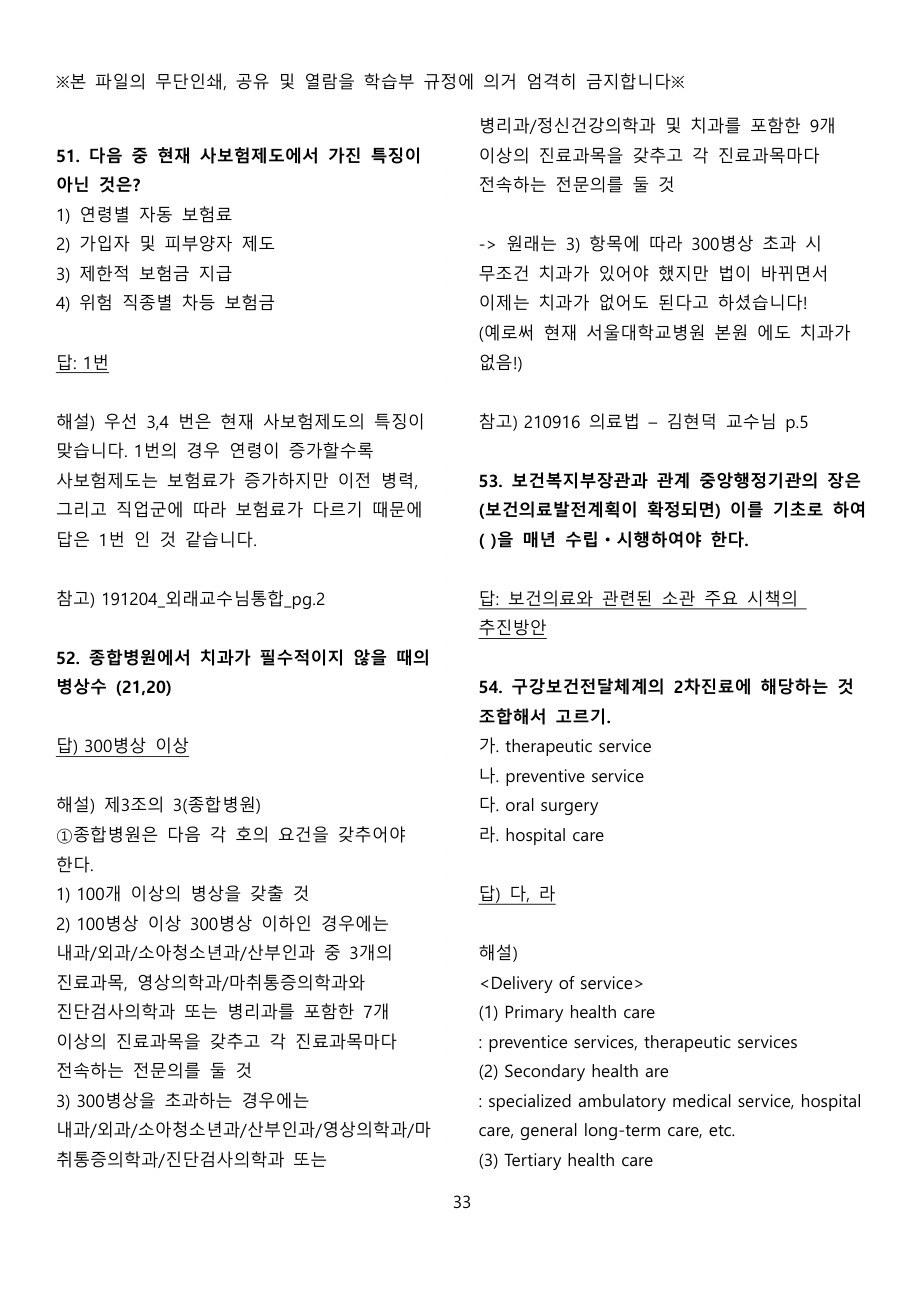 ※본 파일의 무단인쇄, 공유 및 열람을 학습부 규정에 의거 엄격히 금지합니다※
51. 다음 중 현재 사보험제도에서 가진 특징이
아닌 것은?
1) 연령별 자동 보험료
2) 가입자 및 피부양자 제도
3) 제한적 보험금 지급
4) 위험 직종별 차등 보험금
답: 1번
해설) 우선 3,4 번은 현재 사보험제도의 특징이
맞습니다. 1번의 경우 연령이 증가할수록
사보험제도는 보험료가 증가하지만 이전 병력,
그리고 직업군에 따라 보험료가 다르기 때문에
답은 1번 인 것 같습니다.
참고) 191204_외래교수님통합_pg.2
52. 종합병원에서 치과가 필수적이지 않을 때의
병상수 (21,20)
답) 300병상 이상
해설) 제3조의 3(종합병원)
①종합병원은 다음 각 호의 요건을 갖추어야
한다.
1) 100개 이상의 병상을 갖출 것
2) 100병상 이상 300병상 이하인 경우에는
내과/외과/소아청소년과/산부인과 중 3개의
진료과목, 영상의학과/마취통증의학과와
진단검사의학과 또는 병리과를 포함한 7개
이상의 진료과목을 갖추고 각 진료과목마다
전속하는 전문의를 둘 것
3) 300병상을 초과하는 경우에는
내과/외과/소아청소년과/산부인과/영상의학과/마
취통증의학과/진단검사의학과 또는
병리과/정신건강의학과 및 치과를 포함한 9개
이상의 진료과목을 갖추고 각 진료과목마다
전속하는 전문의를 둘 것
-> 원래는 3) 항목에 따라 300병상 초과 시
무조건 치과가 있어야 했지만 법이 바뀌면서
이제는 치과가 없어도 된다고 하셨습니다!
(예로써 현재 서울대학교병원 본원 에도 치과가
없음!)
참고) 210916 의료법 – 김현덕 교수님 p.5
53. 보건복지부장관과 관계 중앙행정기관의 장은
(보건의료발전계획이 확정되면) 이를 기초로 하여
( )을 매년 수립・시행하여야 한다.
답: 보건의료와 관련된 소관 주요 시책의
추진방안
54. 구강보건전달체계의 2차진료에 해당하는 것
조합해서 고르기.
가. therapeutic service
나. preventive service
다. oral surgery
라. hospital care
답) 다, 라
해설)
<Delivery of service>
(1) Primary health care
: preventice services, therapeutic services
(2) Secondary health are
: specialized ambulatory medical service, hospital
care, general long-term care, etc.
(3) Tertiary health care
33